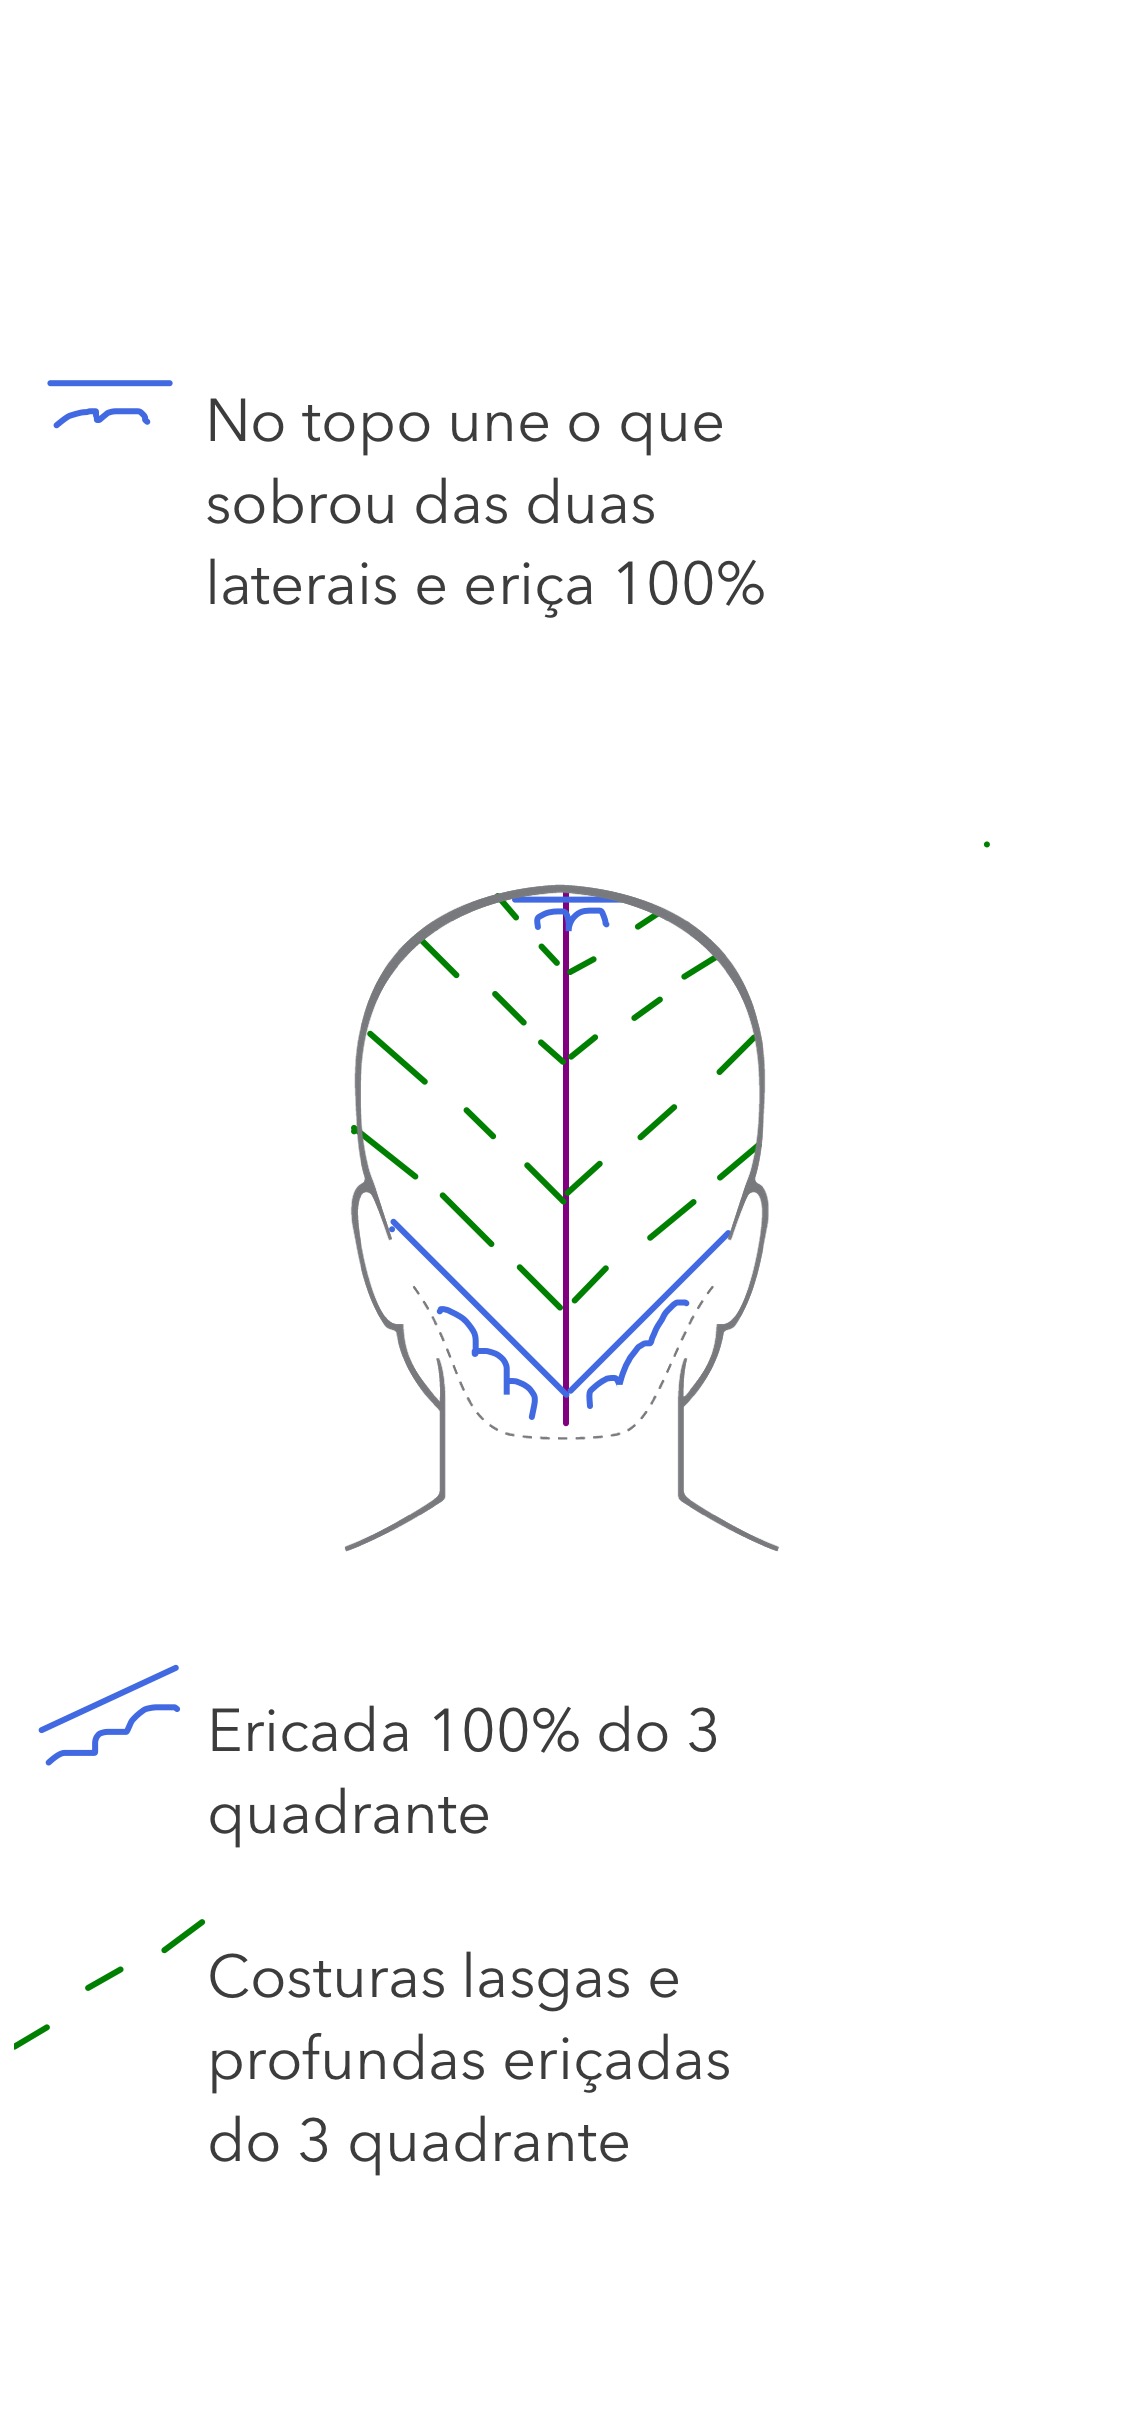 No topo une o que
sobrou das duas
laterais e eriça 100%
Ericada 100% do 3
quadrante
Costuras lasgas e
profundas eriçadas
do 3 quadrante